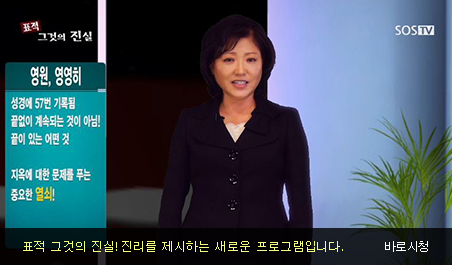 표적
그것의 진실
SOSTV
영원, 영영히
성경에 57번 기록됨
끝없이 계속되는 것이 아님!
끝이 있는 어떤 것
지옥에 대한 문제를 푸는
중요한 열쇠!
표적 그것의 진실! 진리를 제시하는 새로운 프로그램입니다. 바로시청